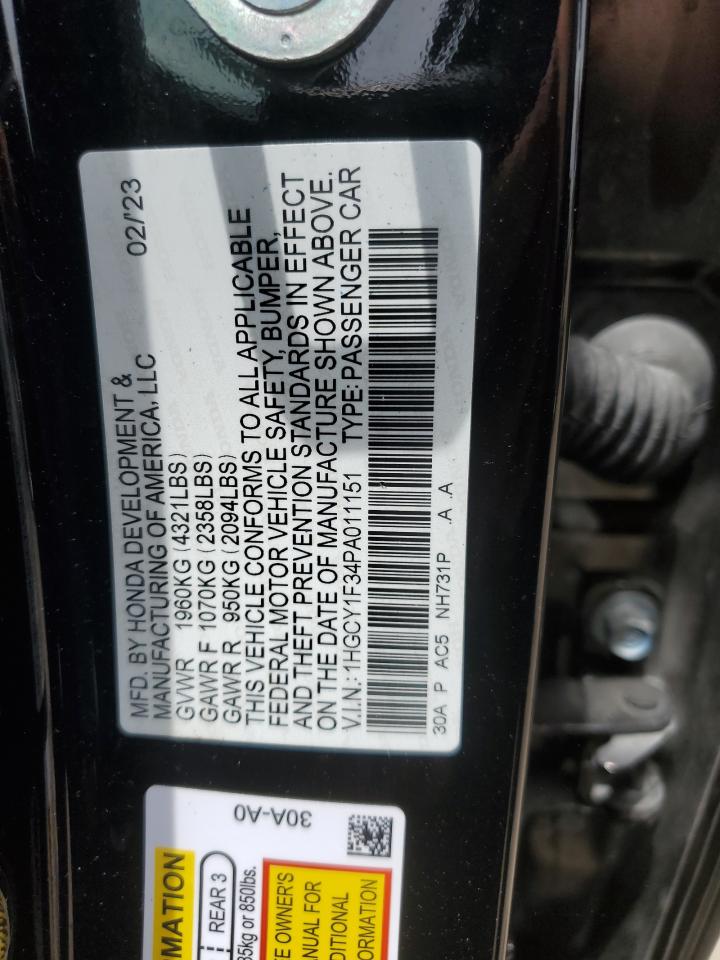 MFD. BY HONDA DEVELOPMENT & 02/'23
MANUFACTURING OF AMERICA, LLC
GVWR 1960KG (4321LBS)
GAWR F 1070KG (2358LBS)
GAWR R 950KG (2094LBS)
THIS VEHICLE CONFORMS TO ALL APPLICABLE
FEDERAL MOTOR VEHICLE SAFETY, BUMPER,
AND THEFT PREVENTION STANDARDS IN EFFECT
ON THE DATE OF MANUFACTURE SHOWN ABOVE.
V.I.N.: 1HGCY1F34PA011151 TYPE: PASSENGER CAR
30A P AC5 NH731P .A .A
30A-A0
MATION
REAR 3
35kg or 850lbs.
E OWNER'S
ANUAL FOR
DITIONAL
ORMATION